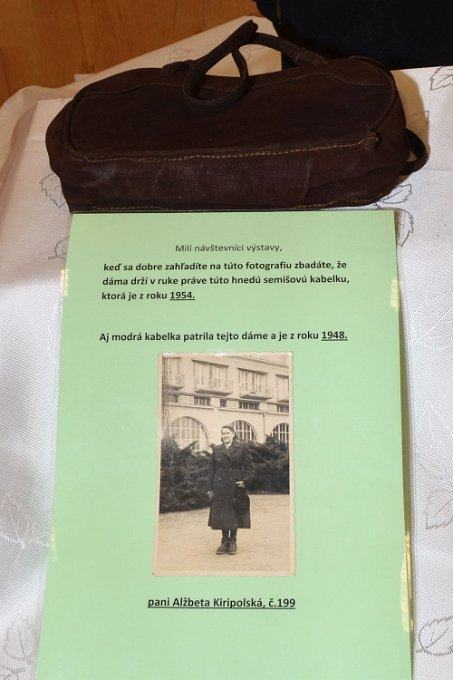 Milí návštevníci výstavy,
keď sa dobre zahľadíte na túto fotografiu zbadáte, že
dáma drží v ruke práve túto hnedú semišovú kabelku,
ktorá je z roku 1954.
Aj modrá kabelka patrila tejto dáme a je z roku 1948.
pani Alžbeta Kiripolská, č.199